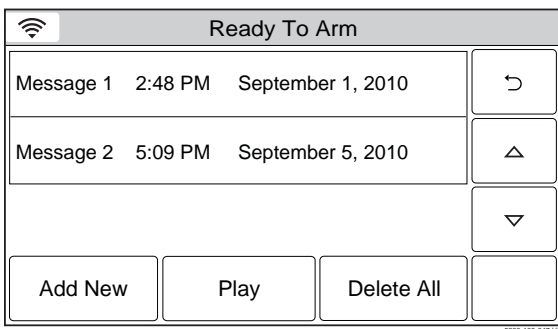 Ready To Arm
Message 1 2:48 PM September 1, 2010
Message 2 5:09 PM September 5, 2010
Add New Play Delete All